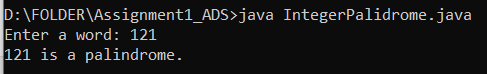 D:\FOLDER\Assignment1_ADS>java IntegerPalidrome.java
Enter a word: 121
121 is a palindrome.